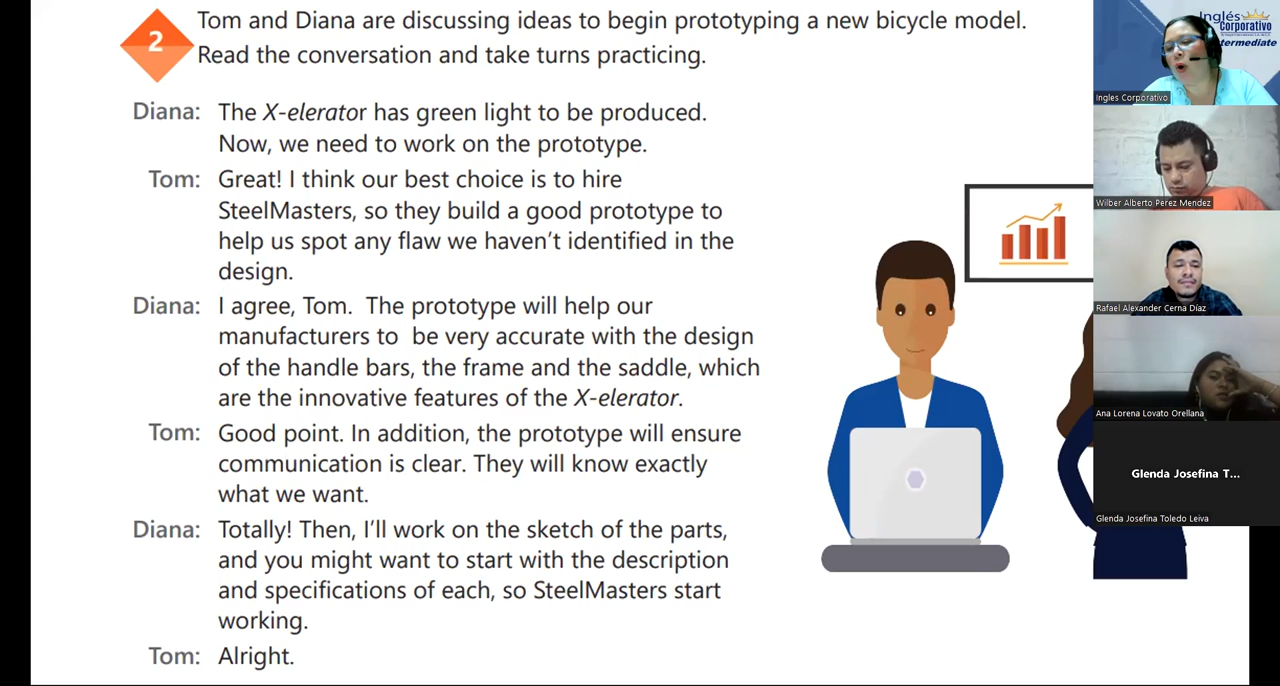 2
Tom and Diana are discussing ideas to begin prototyping a new bicycle model.
Read the conversation and take turns practicing.
Diana: The X-elerator has green light to be produced.
Now, we need to work on the prototype.
Tom: Great! I think our best choice is to hire
SteelMasters, so they build a good prototype to
help us spot any flaw we haven't identified in the
design.
Diana: I agree, Tom. The prototype will help our
manufacturers to be very accurate with the design
of the handle bars, the frame and the saddle, which
are the innovative features of the X-elerator.
Tom: Good point. In addition, the prototype will ensure
communication is clear. They will know exactly
what we want.
Diana: Totally! Then, I'll work on the sketch of the parts,
and you might want to start with the description
and specifications of each, so SteelMasters start
working.
Tom: Alright.
Inglés
Corporativo
termediate
Ingles Corporativo
Wilber Alberto Perez Mendez
Rafael Alexander Cerna Díaz
Ana Lorena Lovato Orellana
Glenda Josefina T...
Glenda Josefina Toledo Leiva